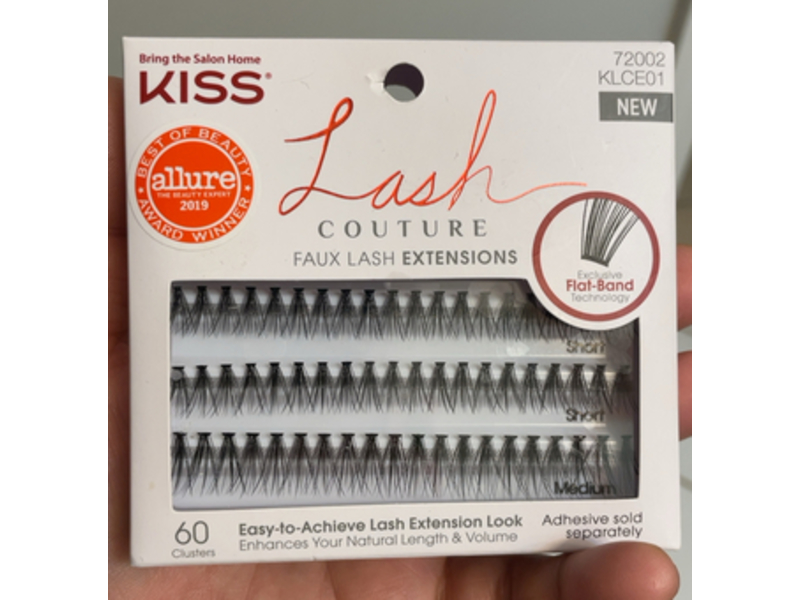 Bring the Salon Home
KISS®
72002
KLCE01
NEW
BEST OF BEAUTY
allure
THE BEAUTY EXPERT
2019
AWARD WINNER
Lash
COUTURE
FAUX LASH EXTENSIONS
Exclusive
Flat-Band
Technology
Short
Short
Medium
60
Clusters
Easy-to-Achieve Lash Extension Look
Enhances Your Natural Length & Volume
Adhesive sold
separately